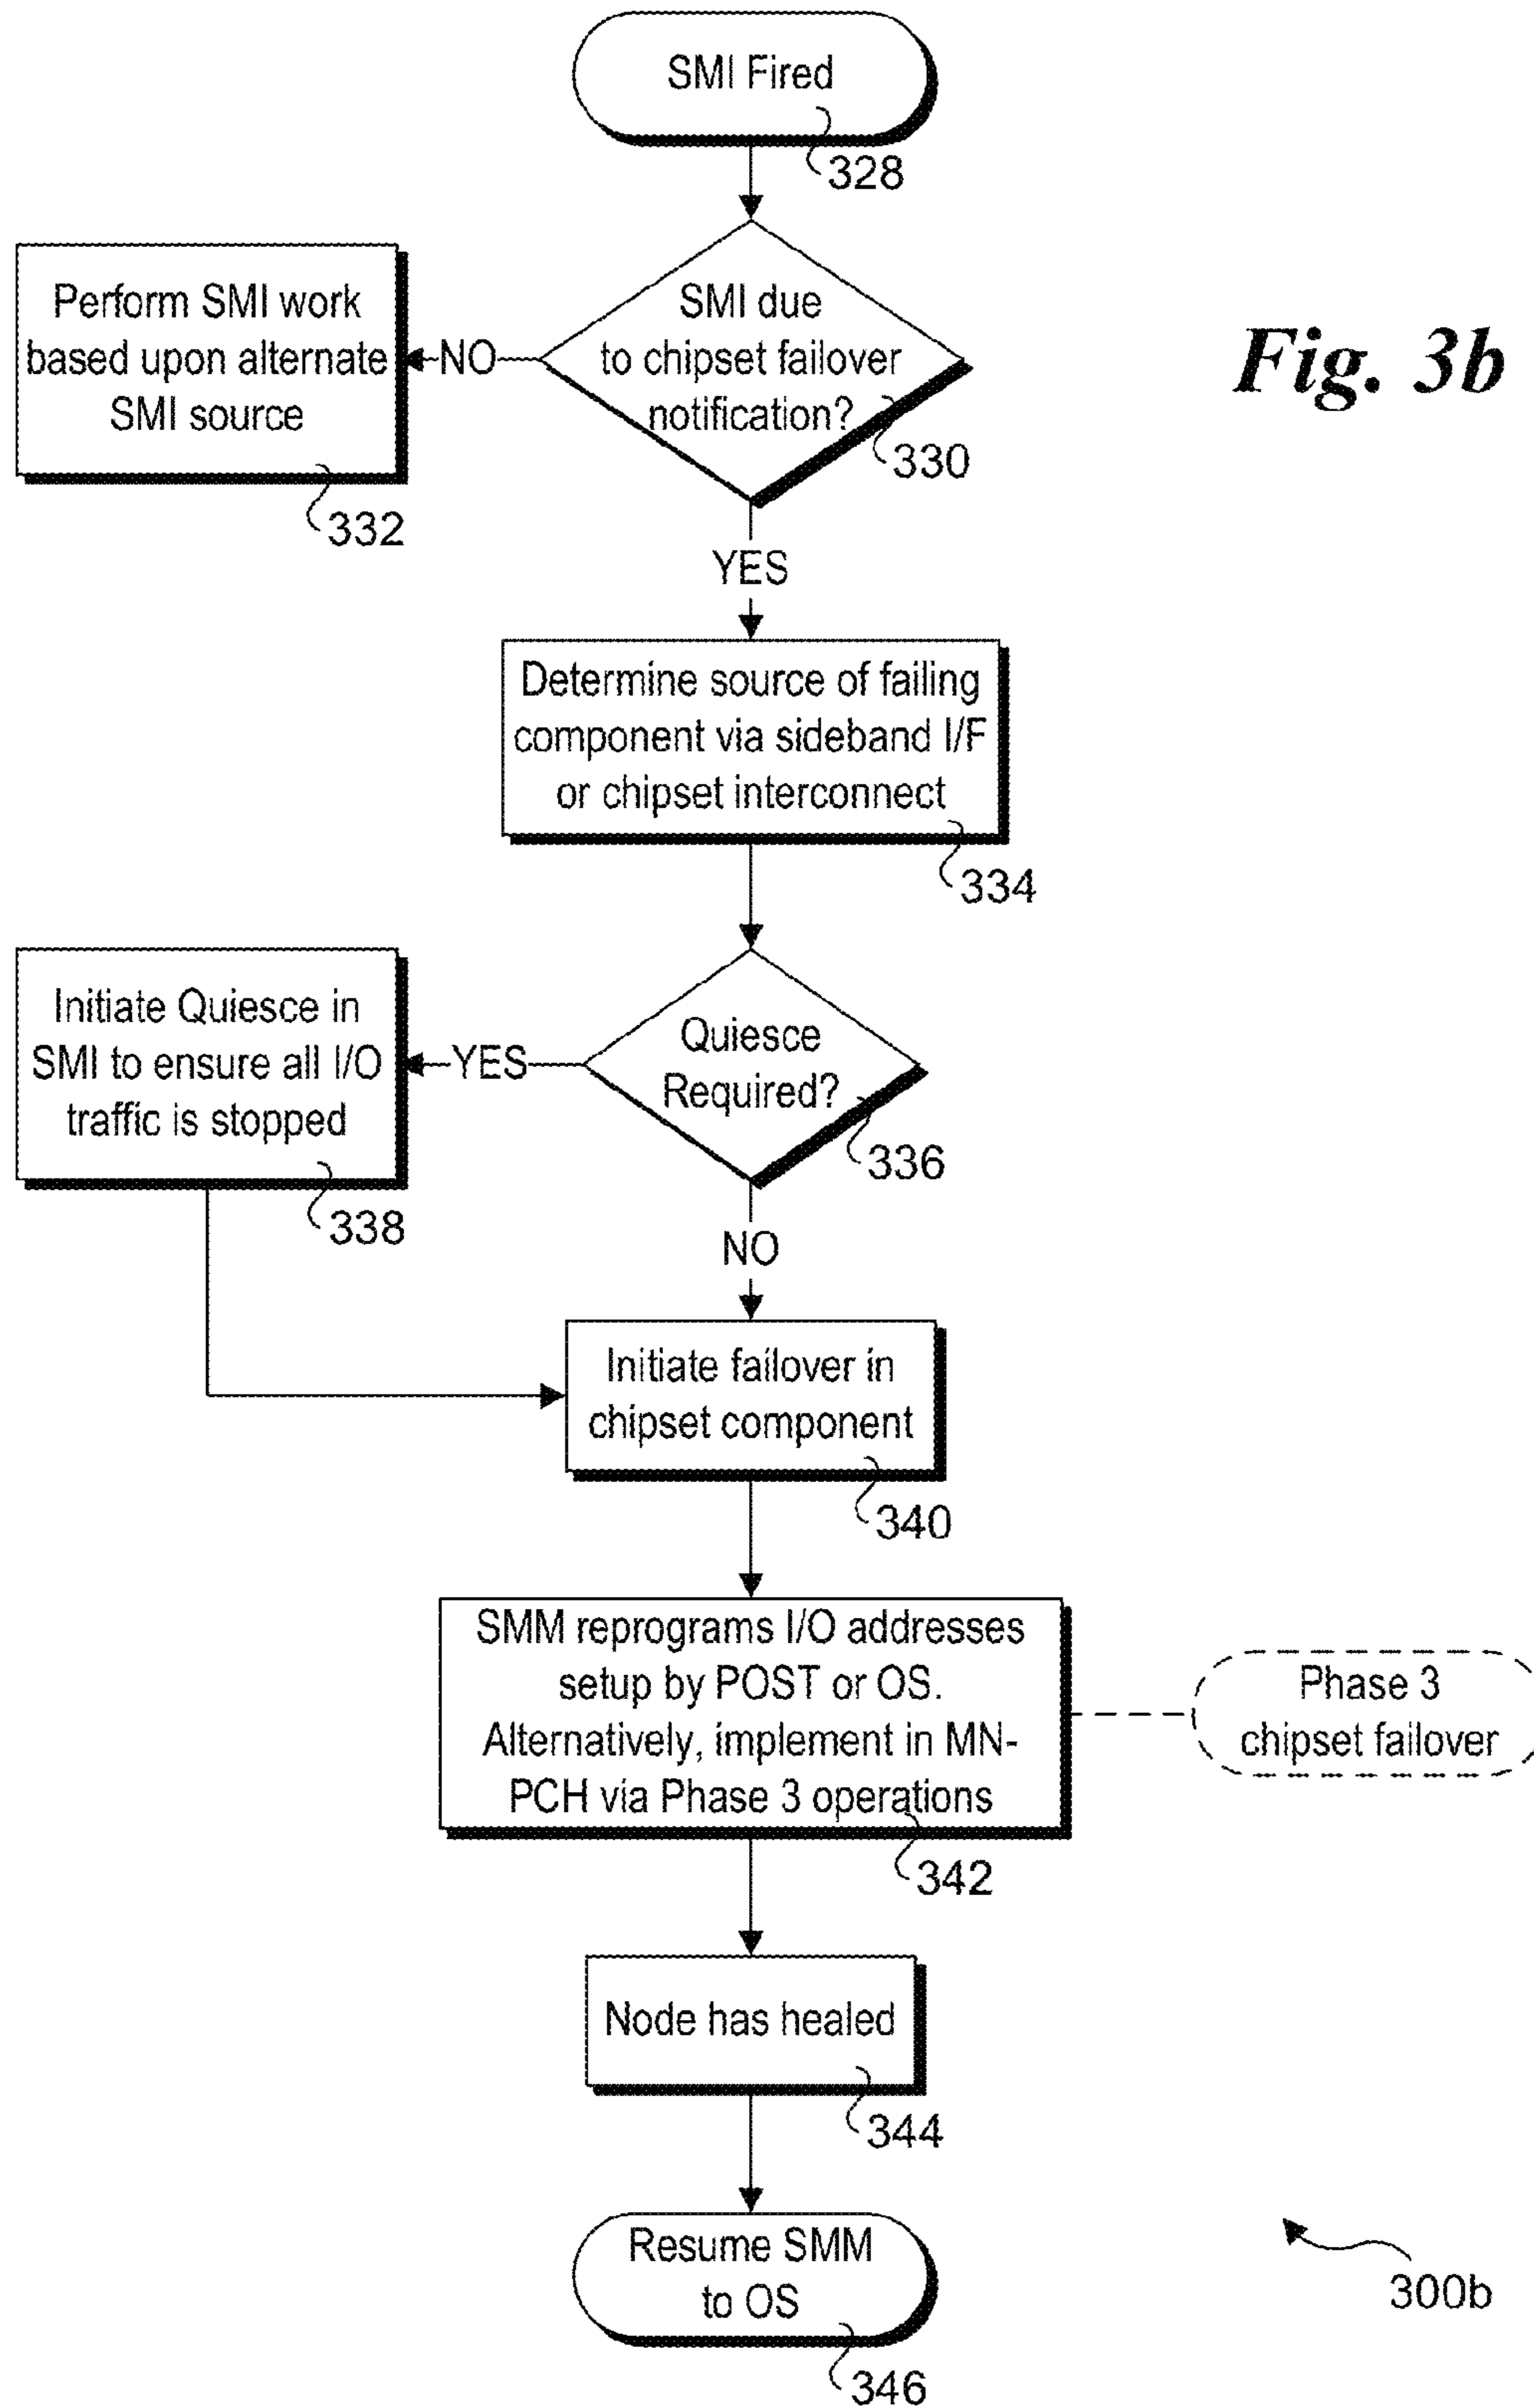 SMI Fired
328
SMI due
to chipset failover
notification?
330
Fig. 3b
NO
Perform SMI work
based upon alternate
SMI source
332
YES
Determine source of failing
component via sideband I/F
or chipset interconnect
334
Quiesce
Required?
336
YES
Initiate Quiesce in
SMI to ensure all I/O
traffic is stopped
338
NO
Initiate failover in
chipset component
340
SMM reprograms I/O addresses
setup by POST or OS.
Alternatively, implement in MN-
PCH via Phase 3 operations
342
Phase 3
chipset failover
Node has healed
344
Resume SMM
to OS
346
300b